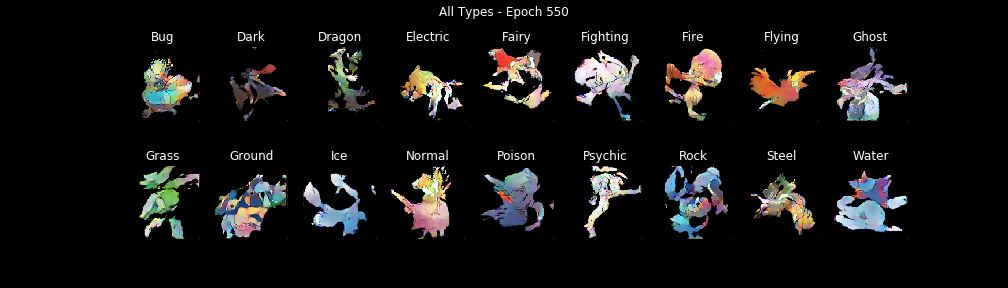 All Types - Epoch 550
Bug Dark Dragon Electric Fairy Fighting Fire Flying Ghost
Grass Ground Ice Normal Poison Psychic Rock Steel Water